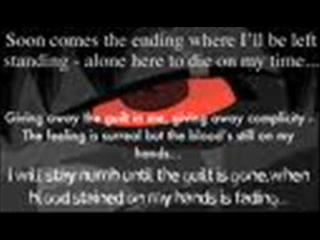 Soon comes the ending where I'll be left
standing - alone here to die on my time...
Giving away the guilt in me, giving away complicity -
The feeling is surreal but the blood's still on my
hands...
I will stay numb until the guilt is gone, when
blood stained on my hands is fading...